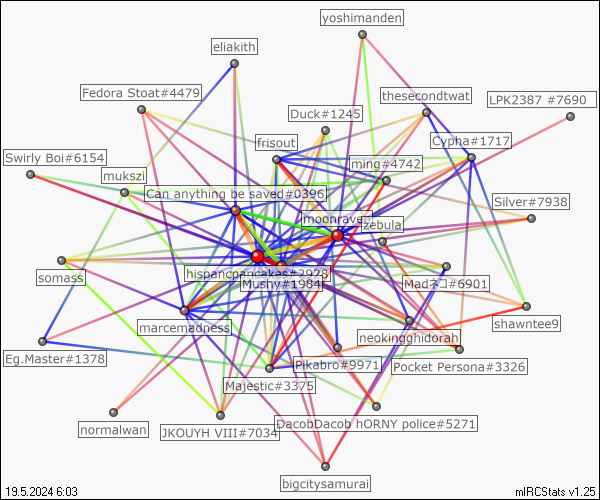 yoshimanden
eliakith
Fedora Stoat#4479
thesecondtwat
LPK2387 #7690
Duck#1245
frisout
Cypha#1717
Swirly Boi#6154
ming#4742
mukszi
Can anything be saved#0396
Silver#7938
moonraven
zebula
somass
hispancpancakes#2928
Mushy#1984
Madネコ#6901
marcemadness
neokingghidorah
shawntee9
Eg.Master#1378
Pikabro#9971
Pocket Persona#3326
Majestic#3375
normalwan
JKOUYH VIII#7034
DacobDacob hORNY police#5271
bigcitysamurai
19.5.2024 6:03
mIRCStats v1.25